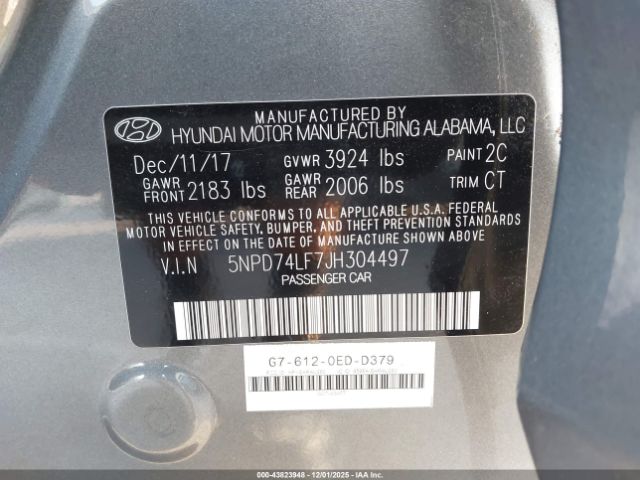 MANUFACTURED BY
HYUNDAI MOTOR MANUFACTURING ALABAMA, LLC
Dec/11/17 GVWR 3924 lbs PAINT 2C
GAWR FRONT 2183 lbs GAWR REAR 2006 lbs TRIM CT
THIS VEHICLE CONFORMS TO ALL APPLICABLE U.S.A. FEDERAL
MOTOR VEHICLE SAFETY, BUMPER, AND THEFT PREVENTION STANDARDS
IN EFFECT ON THE DATE OF MANUFACTURE SHOWN ABOVE.
V.I.N 5NPD74LF7JH304497
PASSENGER CAR
G7-612-0ED-D379
000-43823948 - 12/01/2025 - IAAI.COM